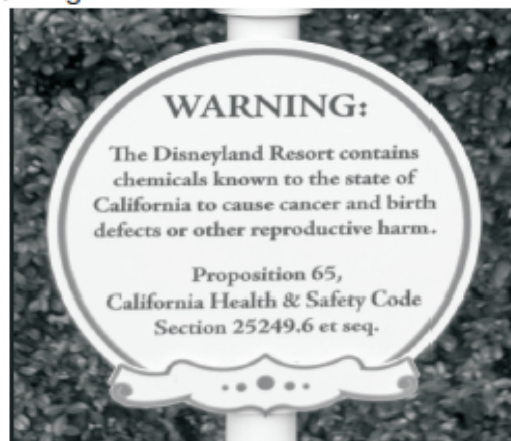 WARNING:
The Disneyland Resort contains
chemicals known to the state of
California to cause cancer and birth
defects or other reproductive harm.
Proposition 65,
California Health & Safety Code
Section 25249.6 et seq.